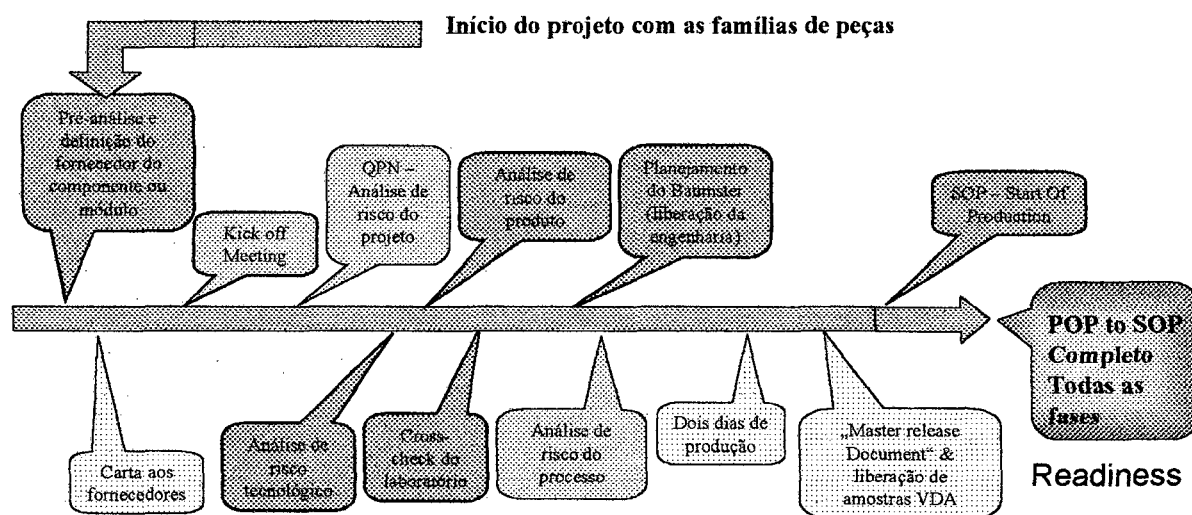 Início do projeto com as famílias de peças
Pré-análise e
definição do
fornecedor do
componente ou
módulo
Kick off
Meeting
QPN –
Análise de
risco do
projeto
Análise de
risco do
produto
Planejamento
do Baumster
(liberação da
engenharia)
SOP – Start Of
Production
POP to SOP
Completo
Todas as
fases
Carta aos
fornecedores
Análise de
risco
tecnológico
Cross-
check do
laboratório
Análise de
risco do
processo
Dois dias de
produção
„Master release
Document“ &
liberação de
amostras VDA
Readiness